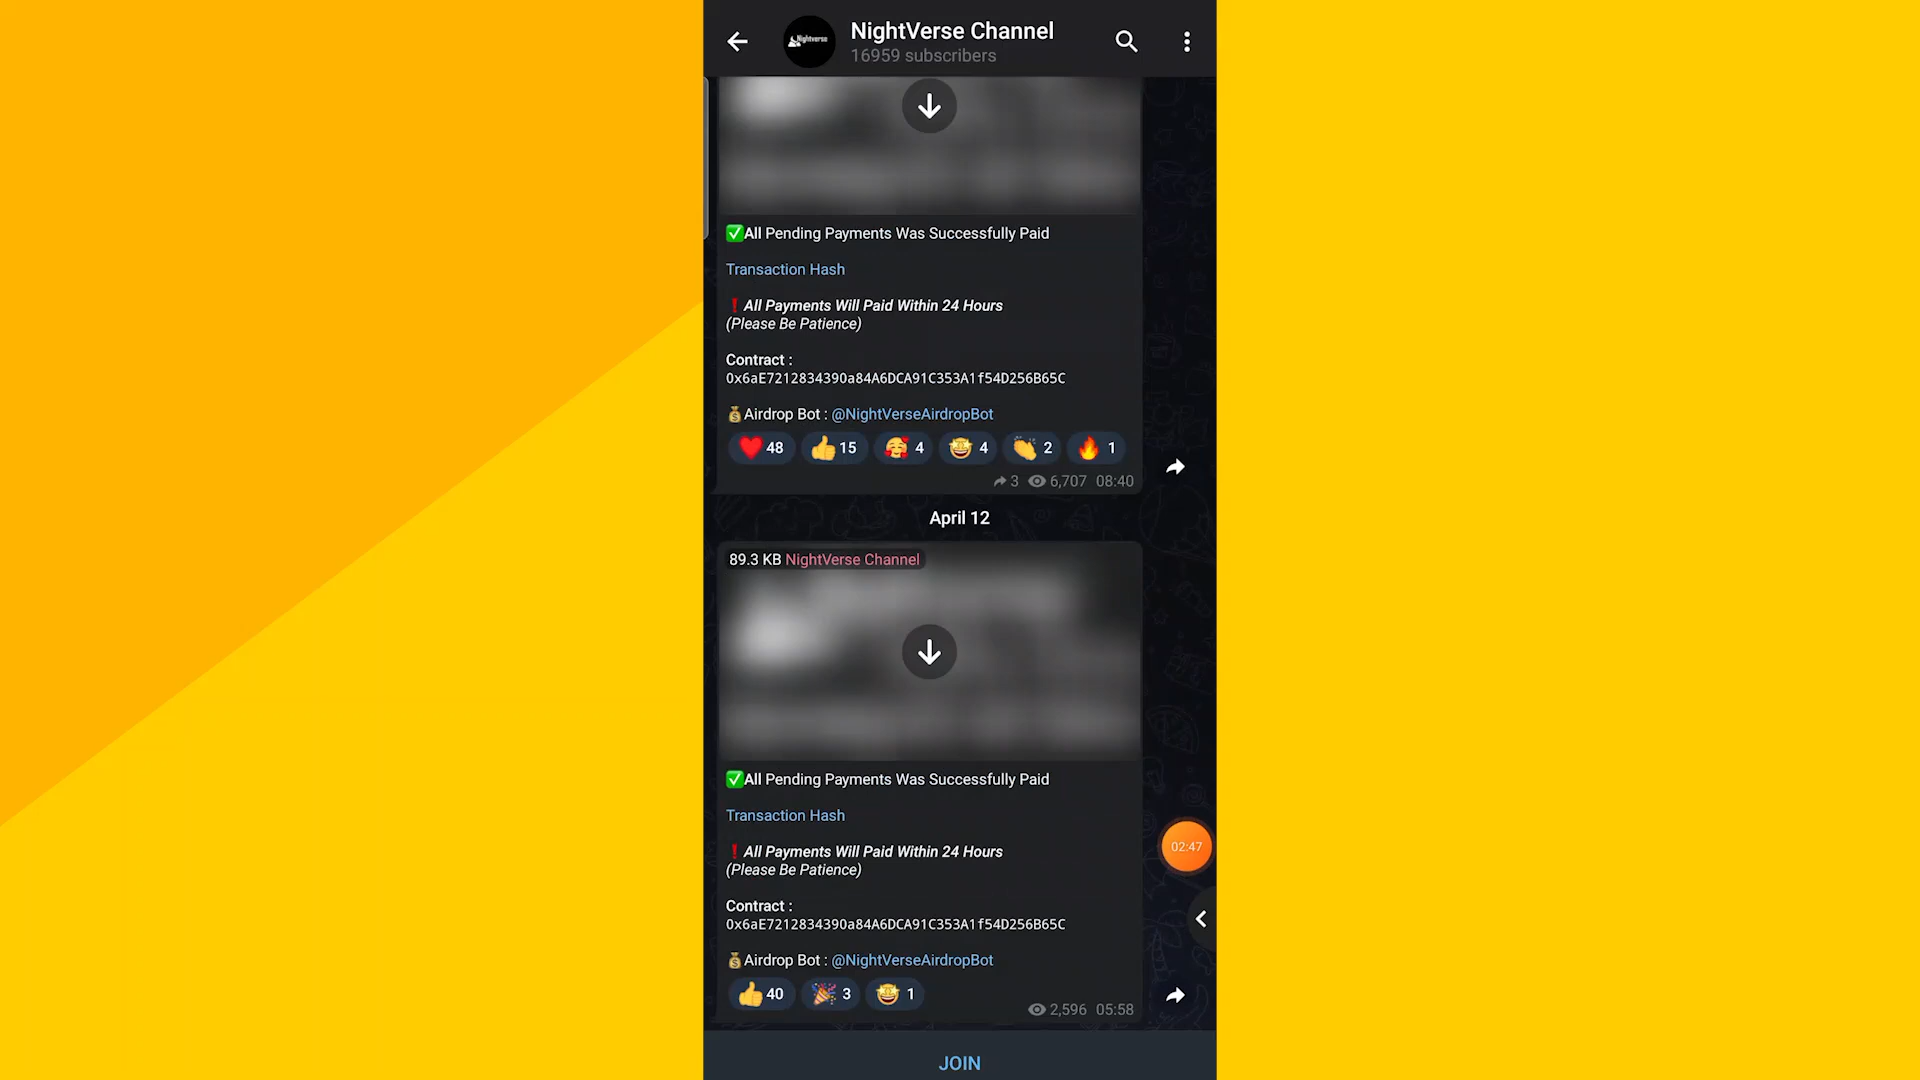 NightVerse Channel
16959 subscribers
Nightverse
✅All Pending Payments Was Successfully Paid
Transaction Hash
❗All Payments Will Paid Within 24 Hours
(Please Be Patience)
Contract :
0x6aE7212834390a84A6DCA91C353A1f54D256B65C
💰Airdrop Bot : @NightVerseAirdropBot
❤️ 48 👍 15 🥰 4 🤩 4 👏 2 🔥 1
3 6,707 08:40
April 12
89.3 KB NightVerse Channel
✅All Pending Payments Was Successfully Paid
Transaction Hash
❗All Payments Will Paid Within 24 Hours
(Please Be Patience)
02:47
Contract :
0x6aE7212834390a84A6DCA91C353A1f54D256B65C
💰Airdrop Bot : @NightVerseAirdropBot
👍 40 🎉 3 🤩 1
2,596 05:58
JOIN